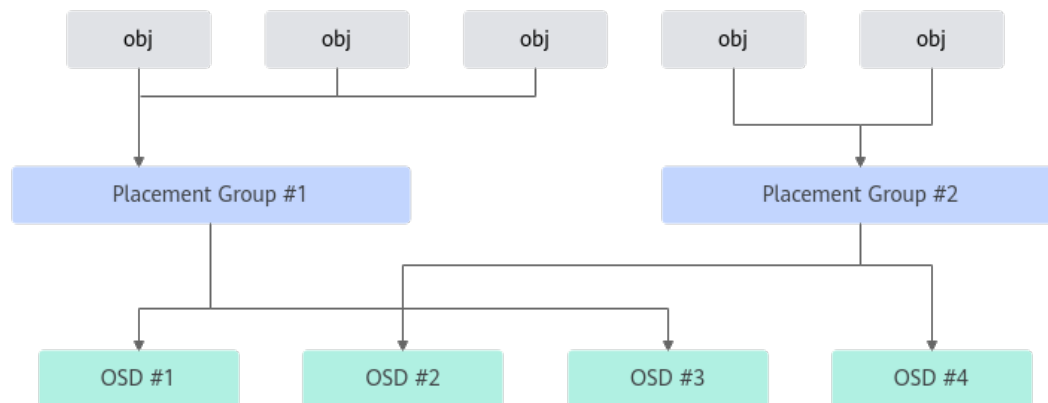 obj
obj
obj
obj
obj
Placement Group #1
Placement Group #2
OSD #1
OSD #2
OSD #3
OSD #4